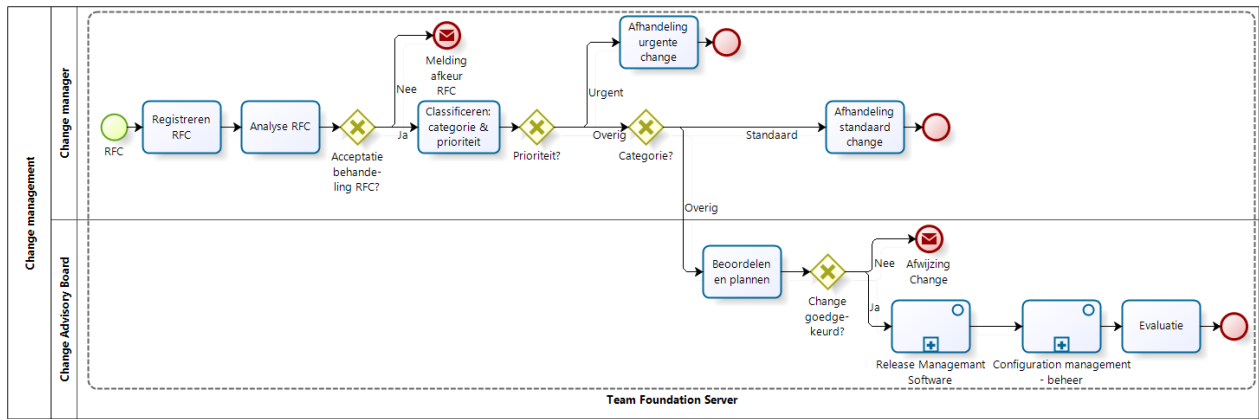 Change management
Change manager
Change Advisory Board
RFC
Registreren
RFC
Analyse RFC
Acceptatie
behande-
ling RFC?
Nee
Ja
Melding
afkeur
RFC
Classificeren:
categorie &
prioriteit
Prioriteit?
Urgent
Overig
Afhandeling
urgente
change
Categorie?
Standaard
Afhandeling
standaard
change
Overig
Beoordelen
en plannen
Change
goedge-
keurd?
Nee
Ja
Afwijzing
Change
Release Managemant
Software
Configuration management
- beheer
Evaluatie
Team Foundation Server